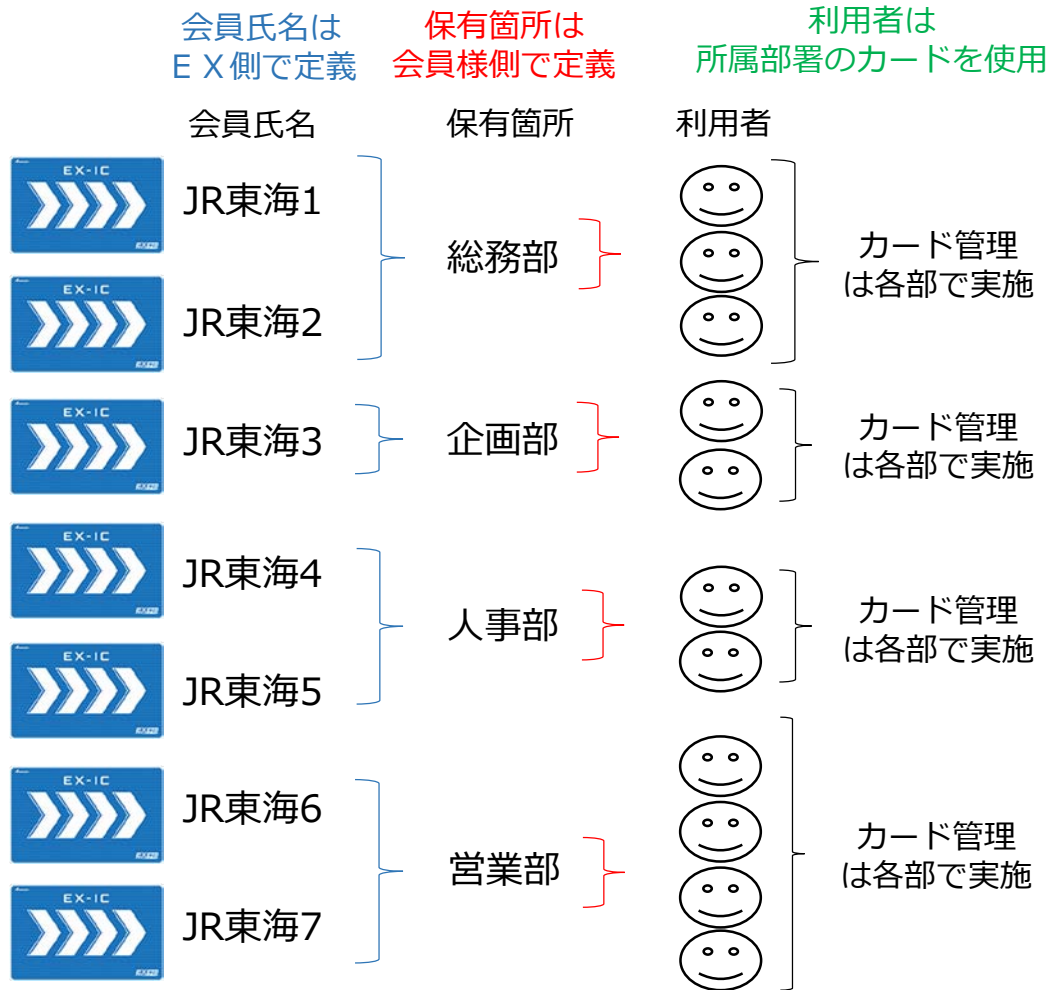 会員氏名は
ＥＸ側で定義
保有箇所は
会員様側で定義
利用者は
所属部署のカードを使用
会員氏名
保有箇所
利用者
EX-IC
JR東海1
EX-IC
JR東海2
総務部
カード管理
は各部で実施
EX-IC
JR東海3
企画部
カード管理
は各部で実施
EX-IC
JR東海4
EX-IC
JR東海5
人事部
カード管理
は各部で実施
EX-IC
JR東海6
EX-IC
JR東海7
営業部
カード管理
は各部で実施